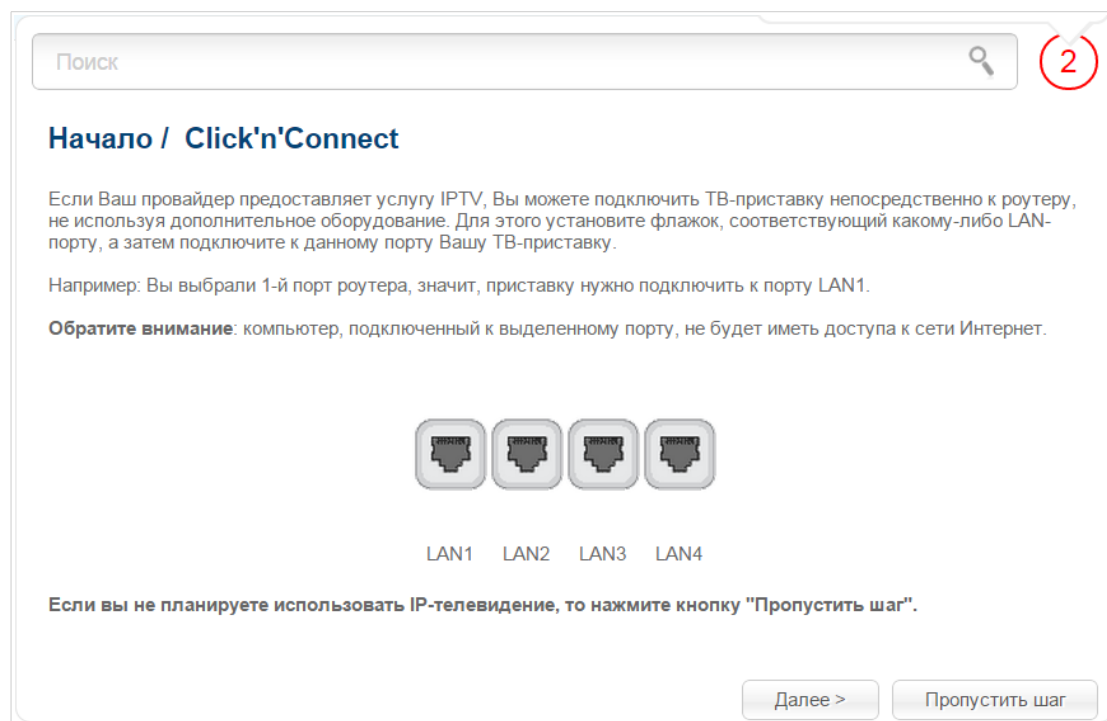 Поиск
2
Начало / Click'n'Connect
Если Ваш провайдер предоставляет услугу IPTV, Вы можете подключить ТВ-приставку непосредственно к роутеру,
не используя дополнительное оборудование. Для этого установите флажок, соответствующий какому-либо LAN-
порту, а затем подключите к данному порту Вашу ТВ-приставку.
Например: Вы выбрали 1-й порт роутера, значит, приставку нужно подключить к порту LAN1.
Обратите внимание: компьютер, подключенный к выделенному порту, не будет иметь доступа к сети Интернет.
LAN1 LAN2 LAN3 LAN4
Если вы не планируете использовать IP-телевидение, то нажмите кнопку "Пропустить шаг".
Далее > Пропустить шаг